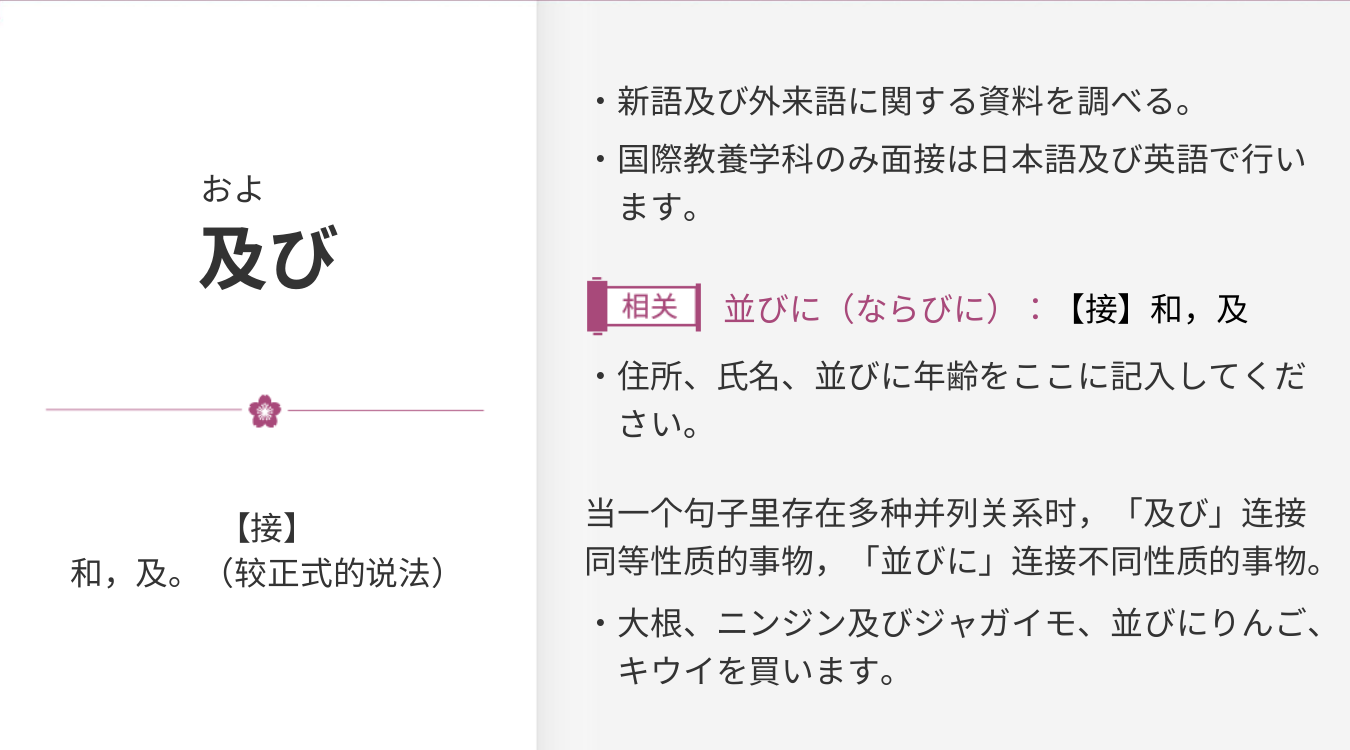 およ
及び
【接】
和，及。（较正式的说法）
・新語及び外来語に関する資料を調べる。
・国際教養学科のみ面接は日本語及び英語で行い
ます。
相关 並びに（ならびに）：【接】和，及
・住所、氏名、並びに年齢をここに記入してくだ
さい。
当一个句子里存在多种并列关系时，「及び」连接
同等性质的事物，「並びに」连接不同性质的事物。
・大根、ニンジン及びジャガイモ、並びにりんご、
キウイを買います。